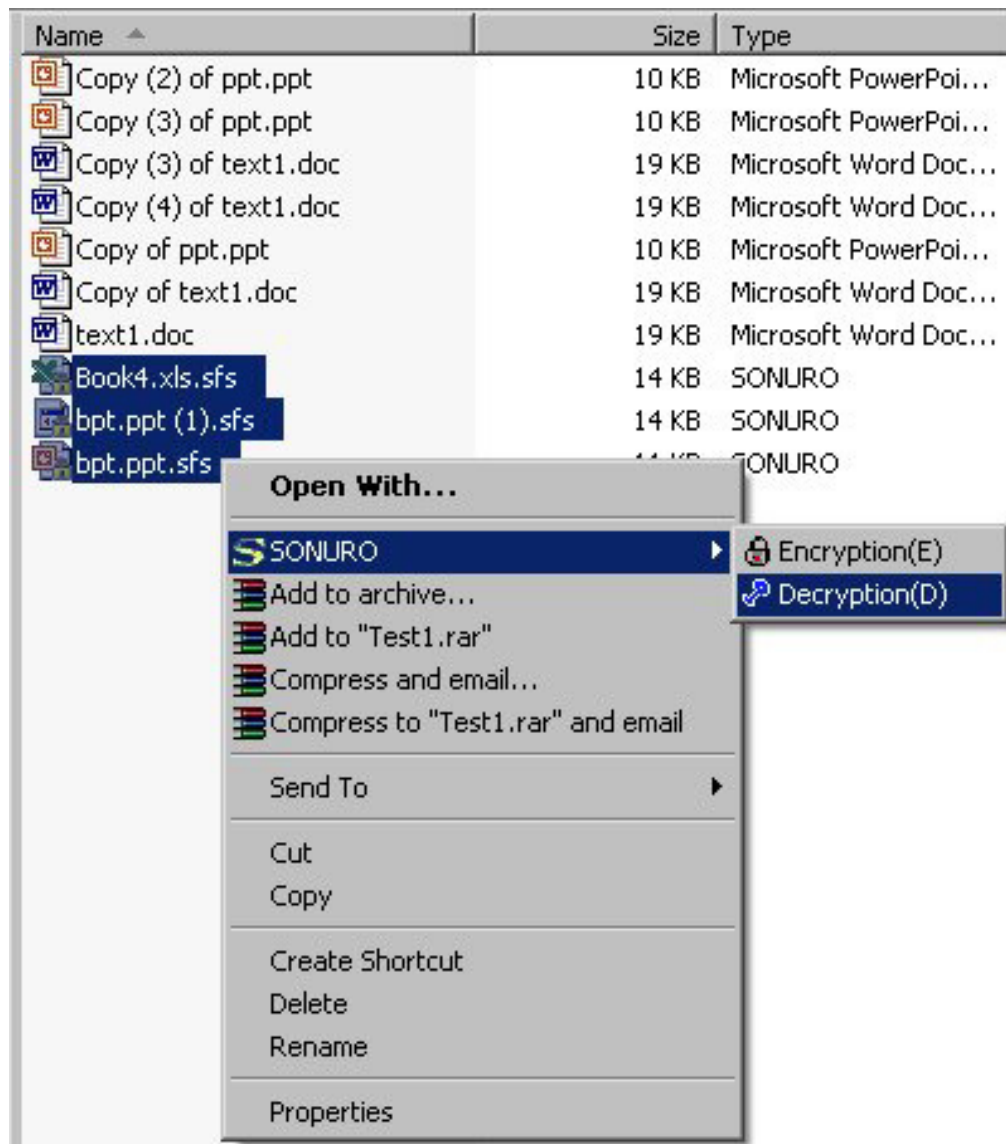 Name Size Type
Copy (2) of ppt.ppt 10 KB Microsoft PowerPoi...
Copy (3) of ppt.ppt 10 KB Microsoft PowerPoi...
Copy (3) of text1.doc 19 KB Microsoft Word Doc...
Copy (4) of text1.doc 19 KB Microsoft Word Doc...
Copy of ppt.ppt 10 KB Microsoft PowerPoi...
Copy of text1.doc 19 KB Microsoft Word Doc...
text1.doc 19 KB Microsoft Word Doc...
Book4.xls.sfs 14 KB SONURO
bpt.ppt (1).sfs 14 KB SONURO
bpt.ppt.sfs SONURO
Open With...
SONURO
Encryption(E)
Decryption(D)
Add to archive...
Add to "Test1.rar"
Compress and email...
Compress to "Test1.rar" and email
Send To
Cut
Copy
Create Shortcut
Delete
Rename
Properties